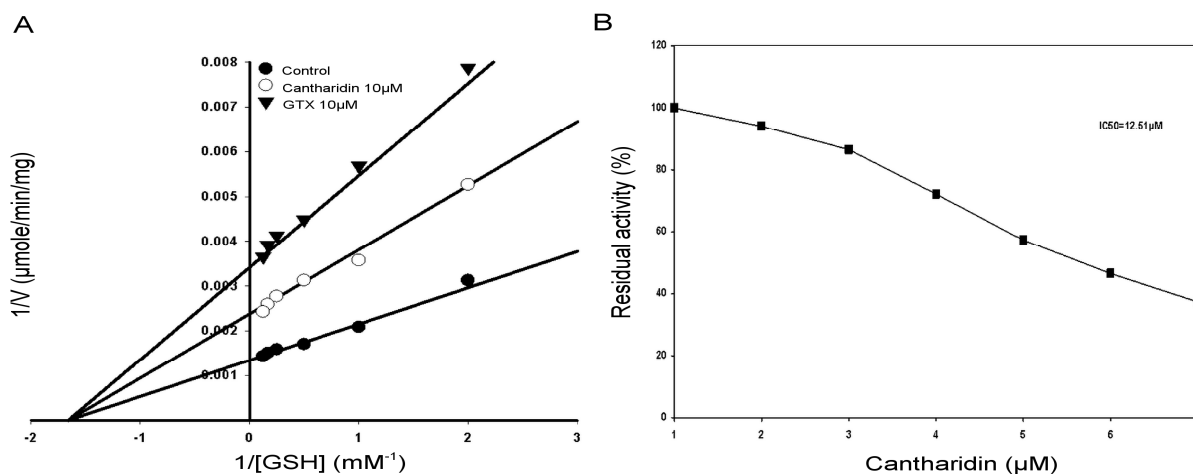 A
0.008
0.007
0.006
0.005
0.004
0.003
0.002
0.001
-2 -1 0 1 2 3
1/V (µmole/min/mg)
1/[GSH] (mM⁻¹)
Control
Cantharidin 10µM
GTX 10µM
B
120
100
80
60
40
20
0
1 2 3 4 5 6
Residual activity (%)
Cantharidin (µM)
IC50=12.51µM